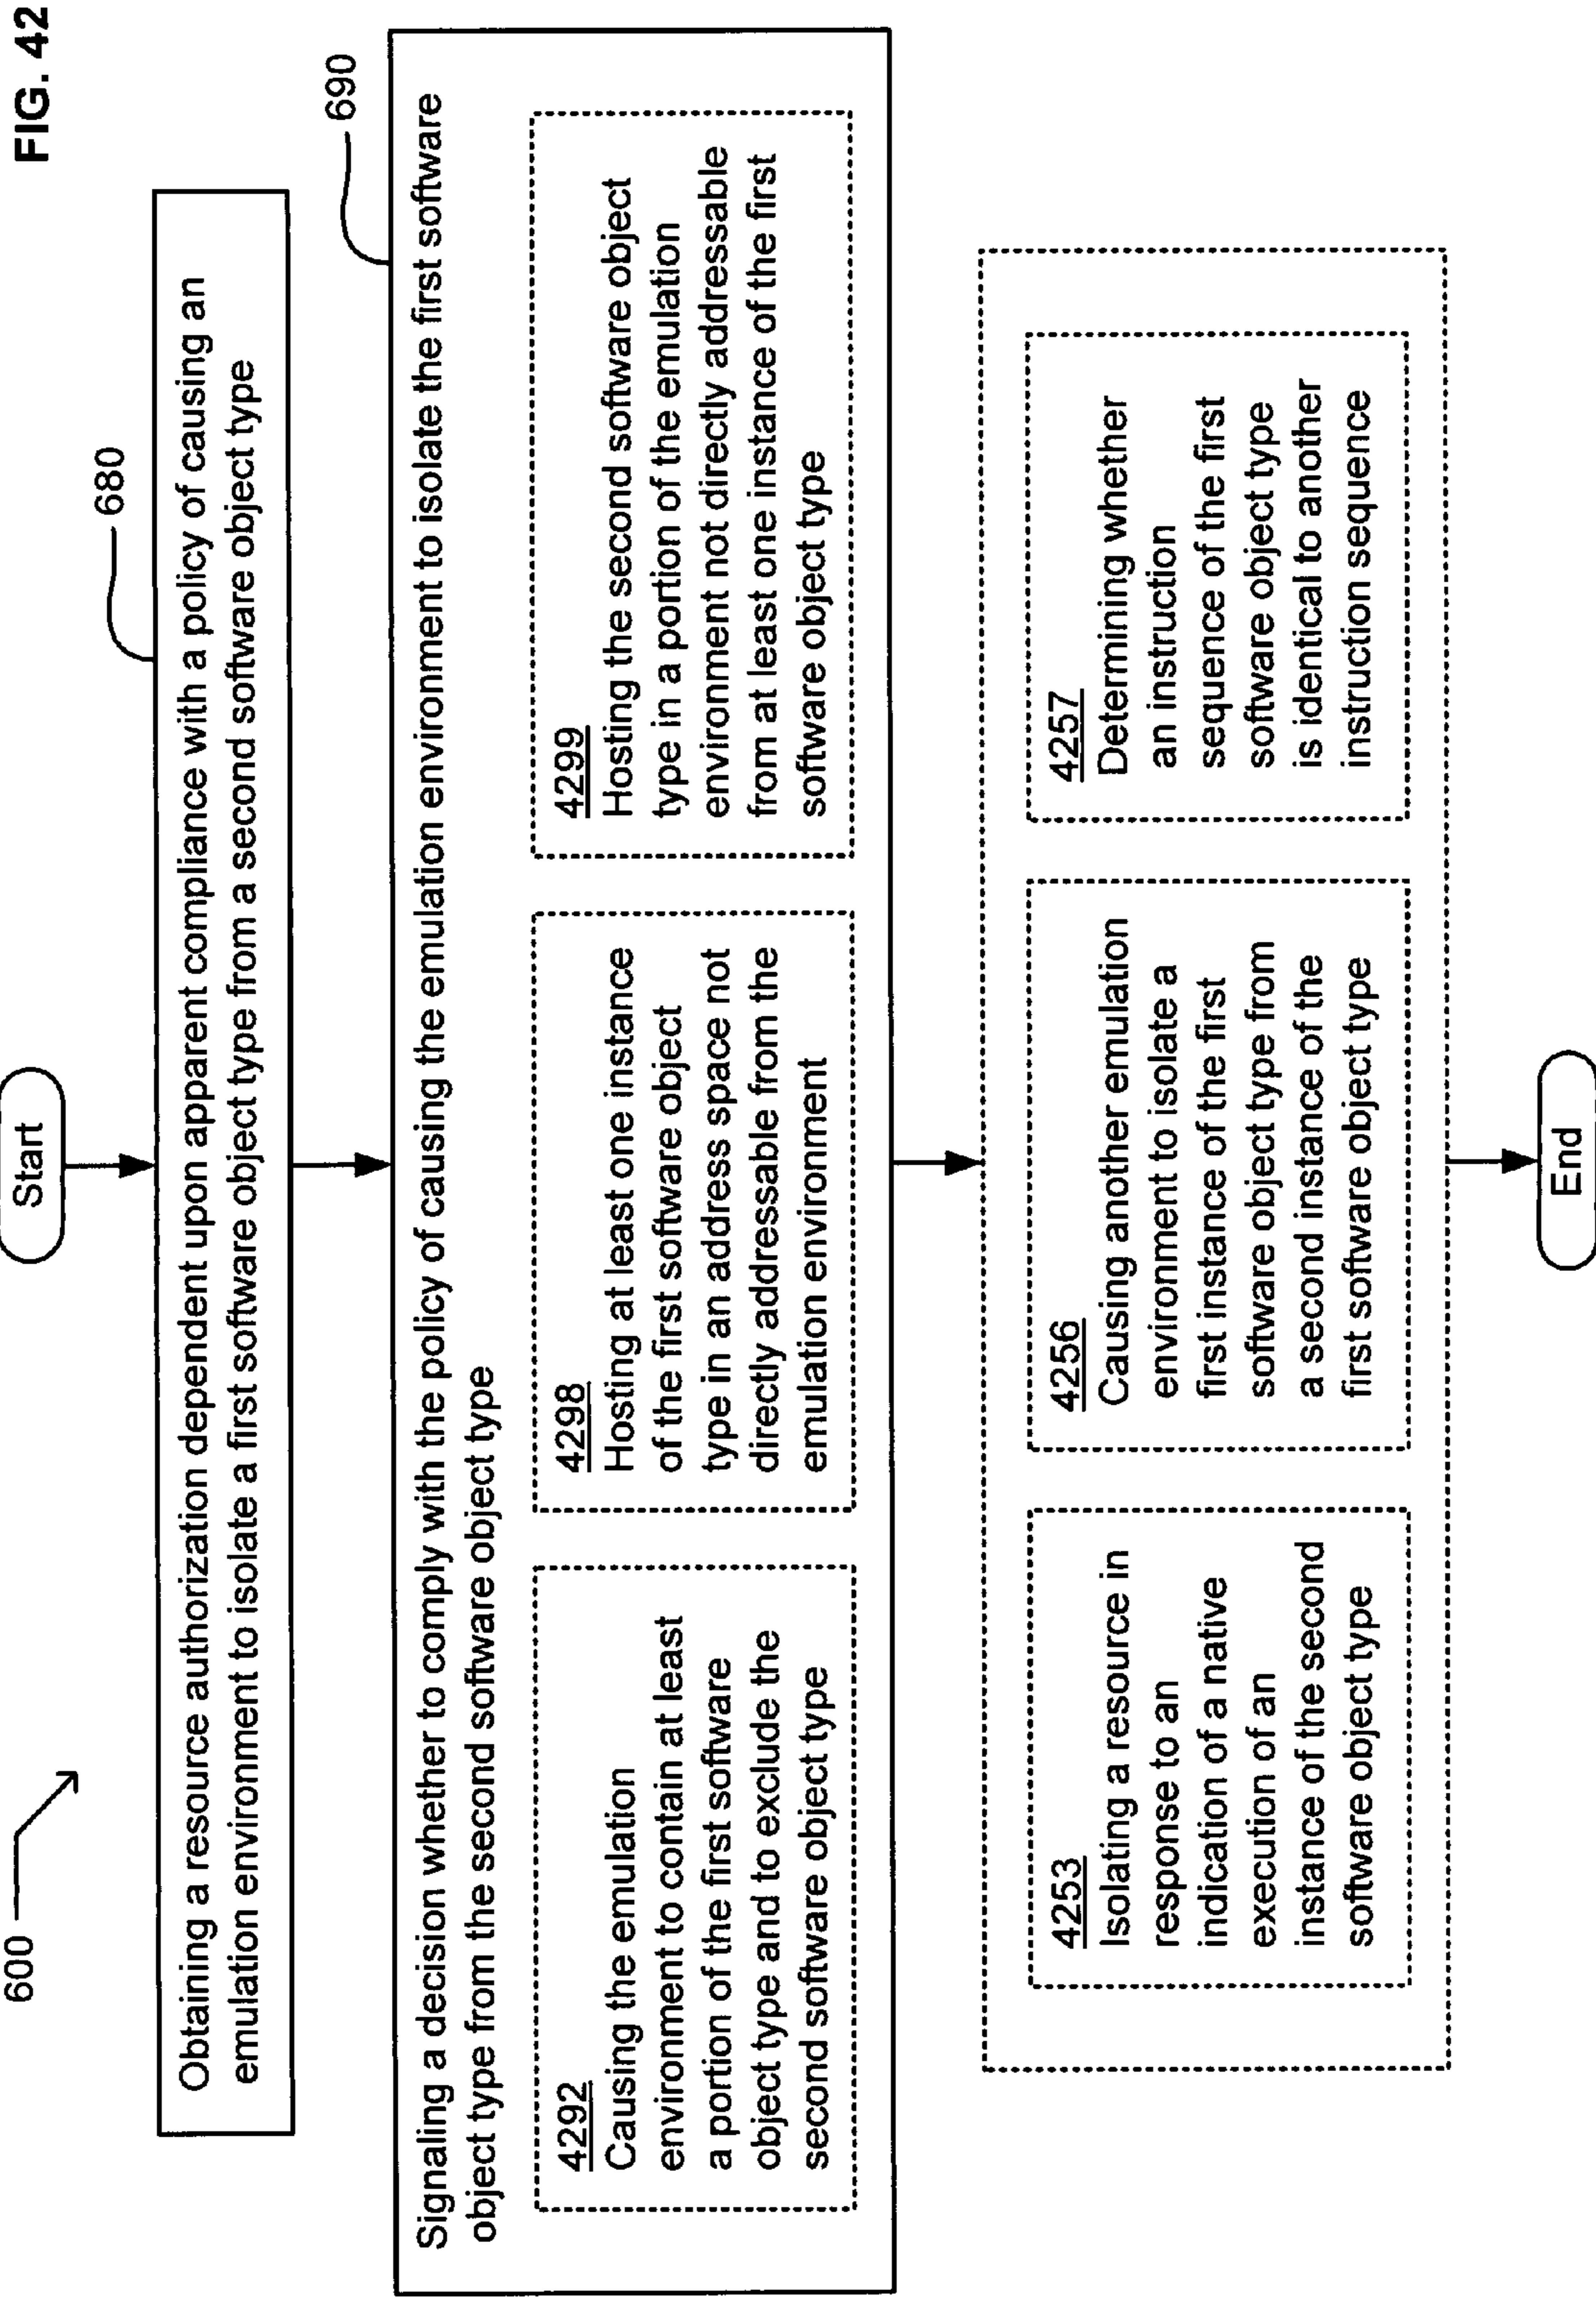 FIG. 42
600
Start
680
Obtaining a resource authorization dependent upon apparent compliance with a policy of causing an
emulation environment to isolate a first software object type from a second software object type
690
Signaling a decision whether to comply with the policy of causing the emulation environment to isolate the first software
object type from the second software object type
4292
Causing the emulation
environment to contain at least
a portion of the first software
object type and to exclude the
second software object type
4298
Hosting at least one instance
of the first software object
type in an address space not
directly addressable from the
emulation environment
4299
Hosting the second software object
type in a portion of the emulation
environment not directly addressable
from at least one instance of the first
software object type
4253
Isolating a resource in
response to an
indication of a native
execution of an
instance of the second
software object type
4256
Causing another emulation
environment to isolate a
first instance of the first
software object type from
a second instance of the
first software object type
4257
Determining whether
an instruction
sequence of the first
software object type
is identical to another
instruction sequence
End